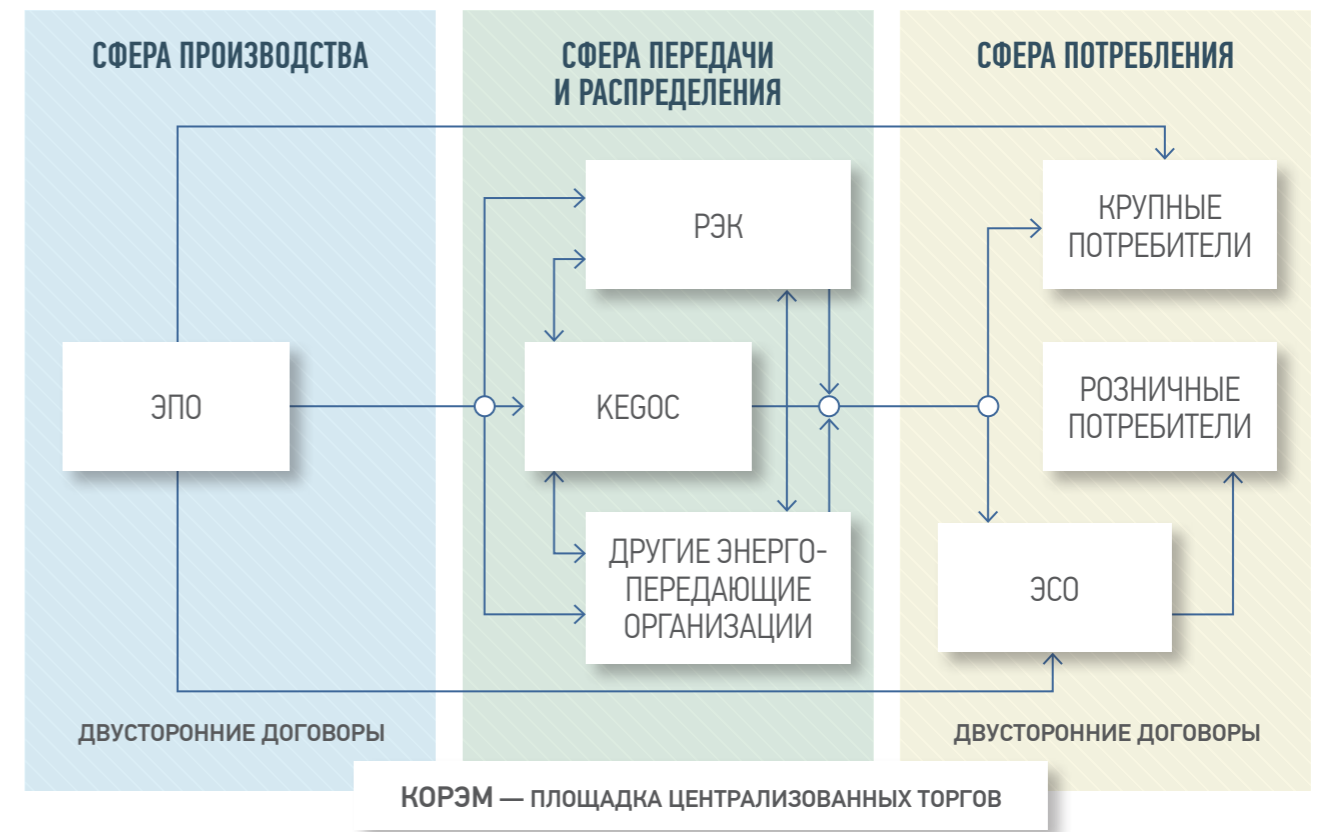 СФЕРА ПРОИЗВОДСТВА
СФЕРА ПЕРЕДАЧИ
И РАСПРЕДЕЛЕНИЯ
СФЕРА ПОТРЕБЛЕНИЯ
РЭК
КРУПНЫЕ
ПОТРЕБИТЕЛИ
ЭПО
KEGOC
РОЗНИЧНЫЕ
ПОТРЕБИТЕЛИ
ДРУГИЕ ЭНЕРГО-
ПЕРЕДАЮЩИЕ
ОРГАНИЗАЦИИ
ЭСО
ДВУСТОРОННИЕ ДОГОВОРЫ
ДВУСТОРОННИЕ ДОГОВОРЫ
КОРЭМ — ПЛОЩАДКА ЦЕНТРАЛИЗОВАННЫХ ТОРГОВ